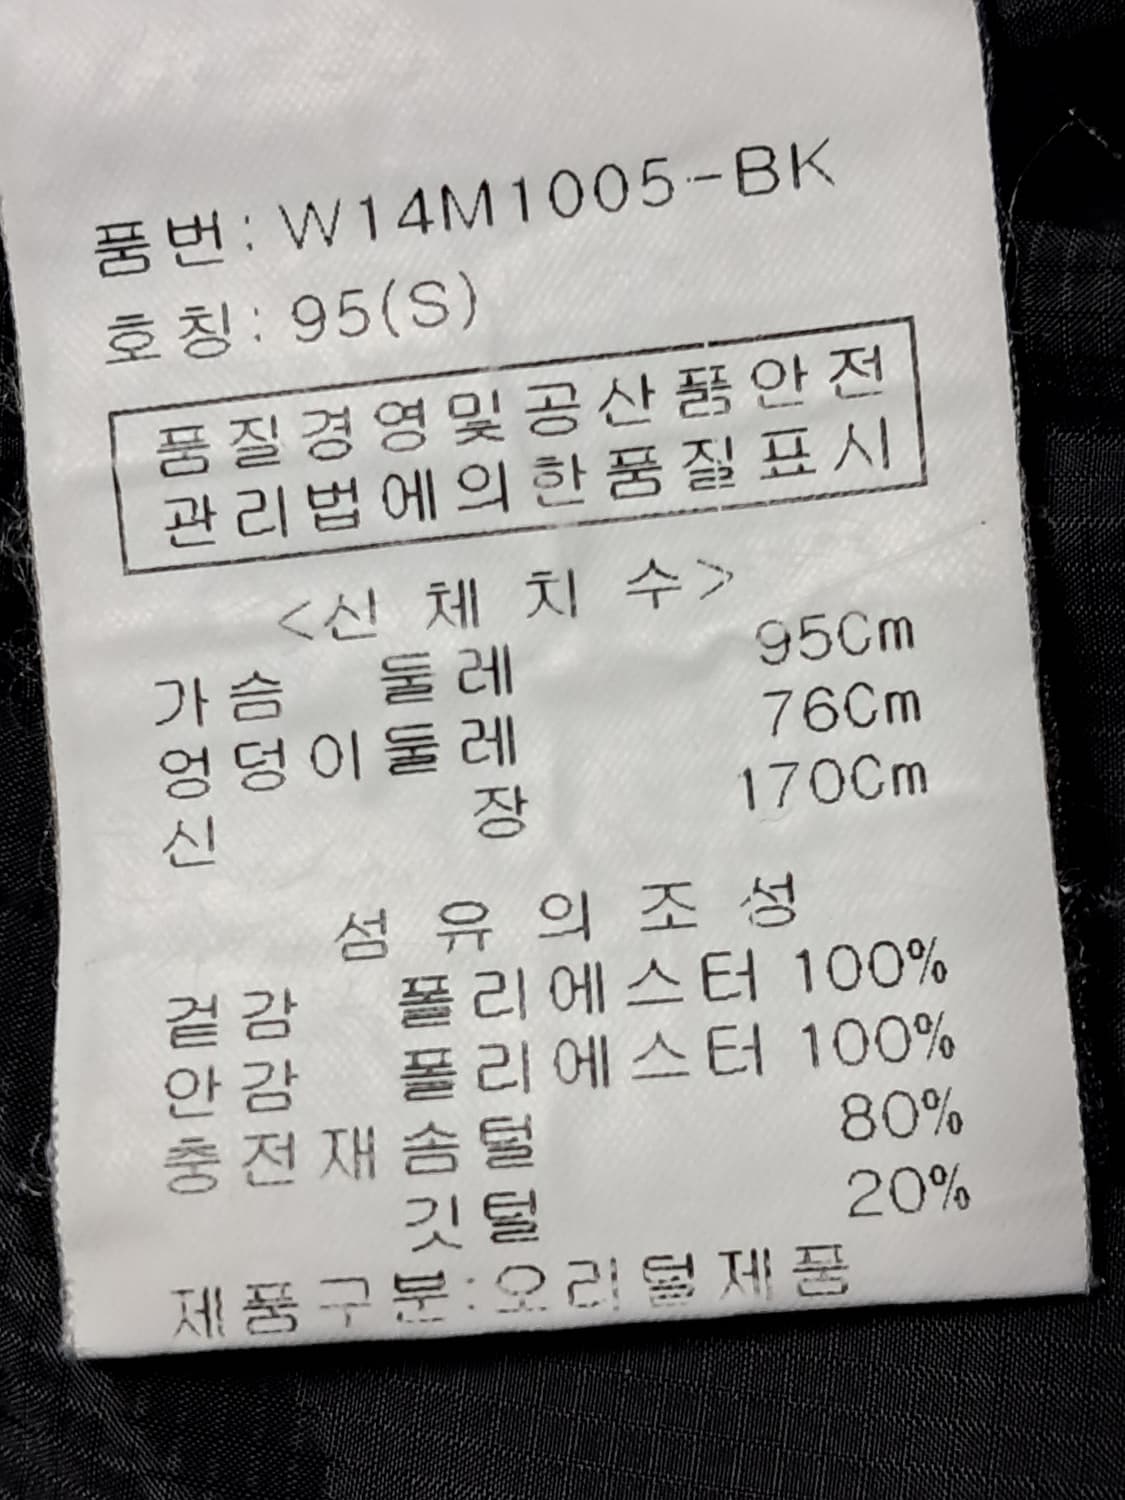 품번: W14M1005-BK
호칭: 95(S)
품질경영및공산품안전
관리법에의한품질표시
<신 체 치 수>
가슴 둘레 95Cm
엉덩이둘레 76Cm
신 장 170Cm
섬 유 의 조 성
겉감 폴리에스터 100%
안감 폴리에스터 100%
충전재 솜털 80%
깃털 20%
제품구분:오리털제품